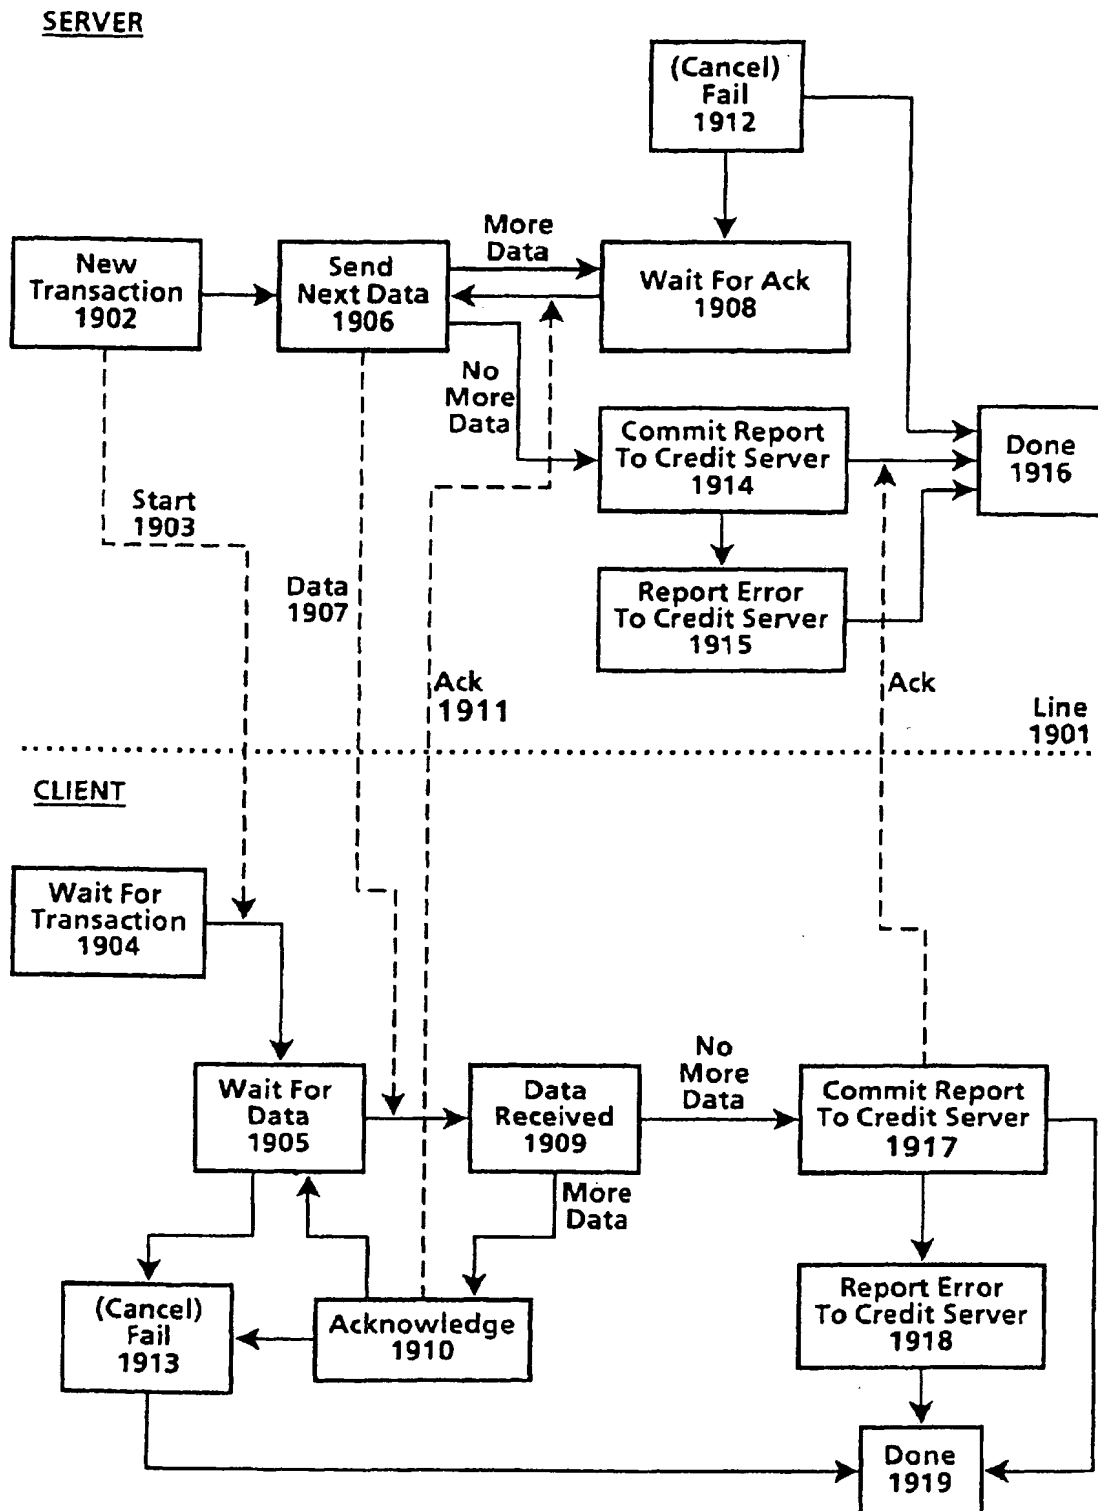 SERVER
(Cancel)
Fail
1912
New
Transaction
1902
Send
Next Data
1906
More
Data
Wait For Ack
1908
No
More
Data
Commit Report
To Credit Server
1914
Done
1916
Start
1903
Data
1907
Report Error
To Credit Server
1915
Ack
1911
Ack
Line
1901
CLIENT
Wait For
Transaction
1904
Wait For
Data
1905
Data
Received
1909
No
More
Data
Commit Report
To Credit Server
1917
More
Data
(Cancel)
Fail
1913
Acknowledge
1910
Report Error
To Credit Server
1918
Done
1919